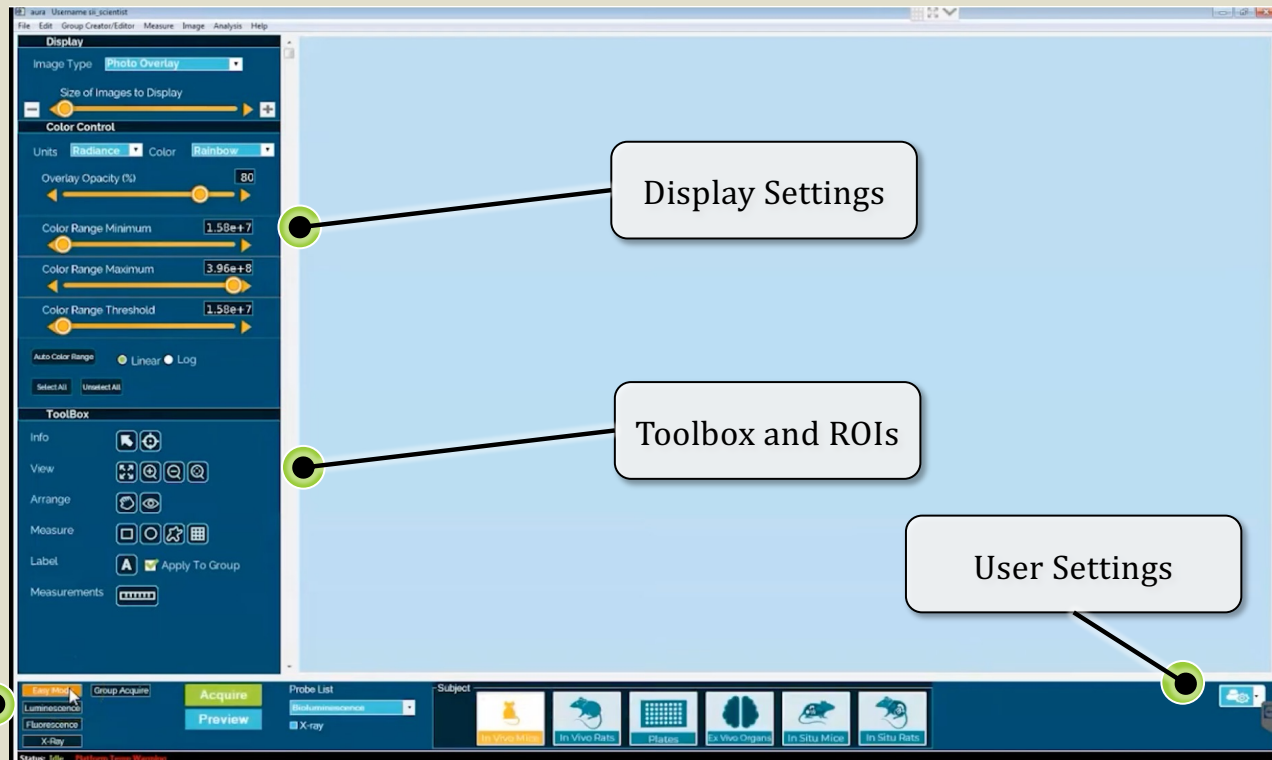 aura Username sii_scientist
File Edit Group Creator/Editor Measure Image Analysis Help
Display
Image Type Photo Overlay
Size of Images to Display
Color Control
Units Radiance Color Rainbow
Overlay Opacity (%) 80
Color Range Minimum 1.58e+7
Color Range Maximum 3.96e+8
Color Range Threshold 1.58e+7
Auto Color Range Linear Log
Select All Unselect All
ToolBox
Info
View
Arrange
Measure
Label A Apply To Group
Measurements
Display Settings
Toolbox and ROIs
User Settings
Easy Mode Group Acquire
Luminescence
Fluorescence
X-Ray
Acquire
Preview
Probe List
Bioluminescence
X-ray
Subject
In Vivo Mice In Vivo Rats Plates Ex Vivo Organs In Situ Mice In Situ Rats
Status: Idle Platform Temp Warming